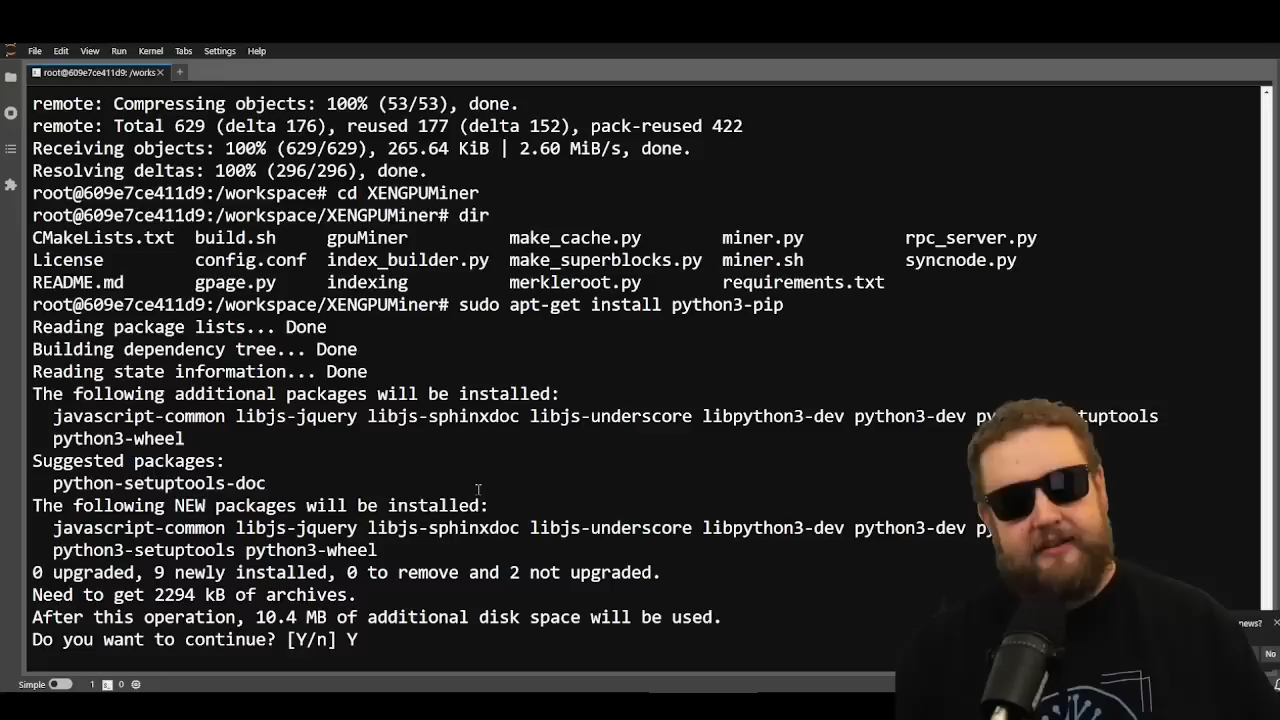 File Edit View Run Kernel Tabs Settings Help
root@609e7ce411d9: /works × +
remote: Compressing objects: 100% (53/53), done.
remote: Total 629 (delta 176), reused 177 (delta 152), pack-reused 422
Receiving objects: 100% (629/629), 265.64 KiB | 2.60 MiB/s, done.
Resolving deltas: 100% (296/296), done.
root@609e7ce411d9:/workspace# cd XENGPUMiner
root@609e7ce411d9:/workspace/XENGPUMiner# dir
CMakeLists.txt build.sh gpuMiner make_cache.py miner.py rpc_server.py
License config.conf index_builder.py make_superblocks.py miner.sh syncnode.py
README.md gpage.py indexing merkleroot.py requirements.txt
root@609e7ce411d9:/workspace/XENGPUMiner# sudo apt-get install python3-pip
Reading package lists... Done
Building dependency tree... Done
Reading state information... Done
The following additional packages will be installed:
javascript-common libjs-jquery libjs-sphinxdoc libjs-underscore libpython3-dev python3-dev py tuptools
python3-wheel
Suggested packages:
python-setuptools-doc
The following NEW packages will be installed:
javascript-common libjs-jquery libjs-sphinxdoc libjs-underscore libpython3-dev python3-dev
python3-setuptools python3-wheel
0 upgraded, 9 newly installed, 0 to remove and 2 not upgraded.
Need to get 2294 kB of archives.
After this operation, 10.4 MB of additional disk space will be used.
news? ×
Do you want to continue? [Y/n] Y
No
Simple 1 0